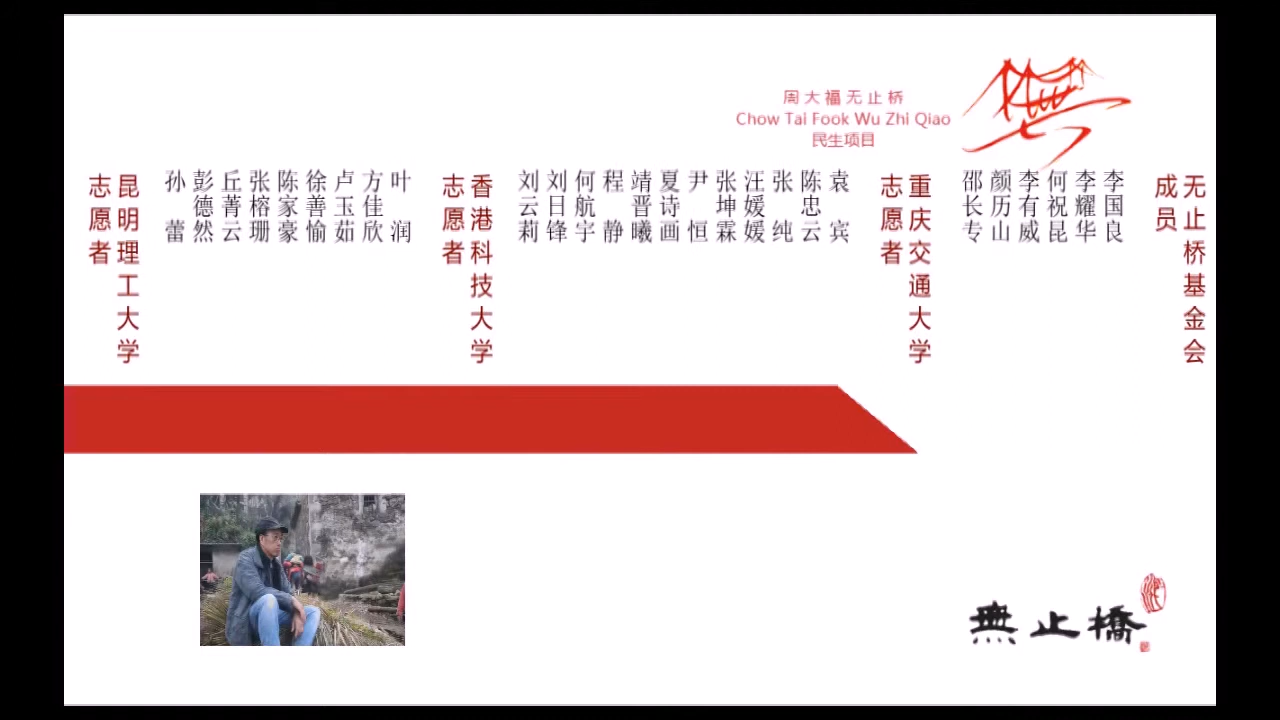 周大福无止桥
Chow Tai Fook Wu Zhi Qiao
民生项目
无止桥基金会
成员
李国良
李耀华
何祝昆
李有威
颜历山
邵长专
重庆交通大学
志愿者
袁宾
陈忠云
张纯
汪媛媛
张坤霖
尹恒
夏诗画
靖晋曦
程静
何航宇
刘日锋
刘云莉
香港科技大学
志愿者
叶润
方佳欣
卢玉茹
徐善愉
陈家豪
张榕珊
丘菁云
彭德然
孙蕾
昆明理工大学
志愿者
無止橋